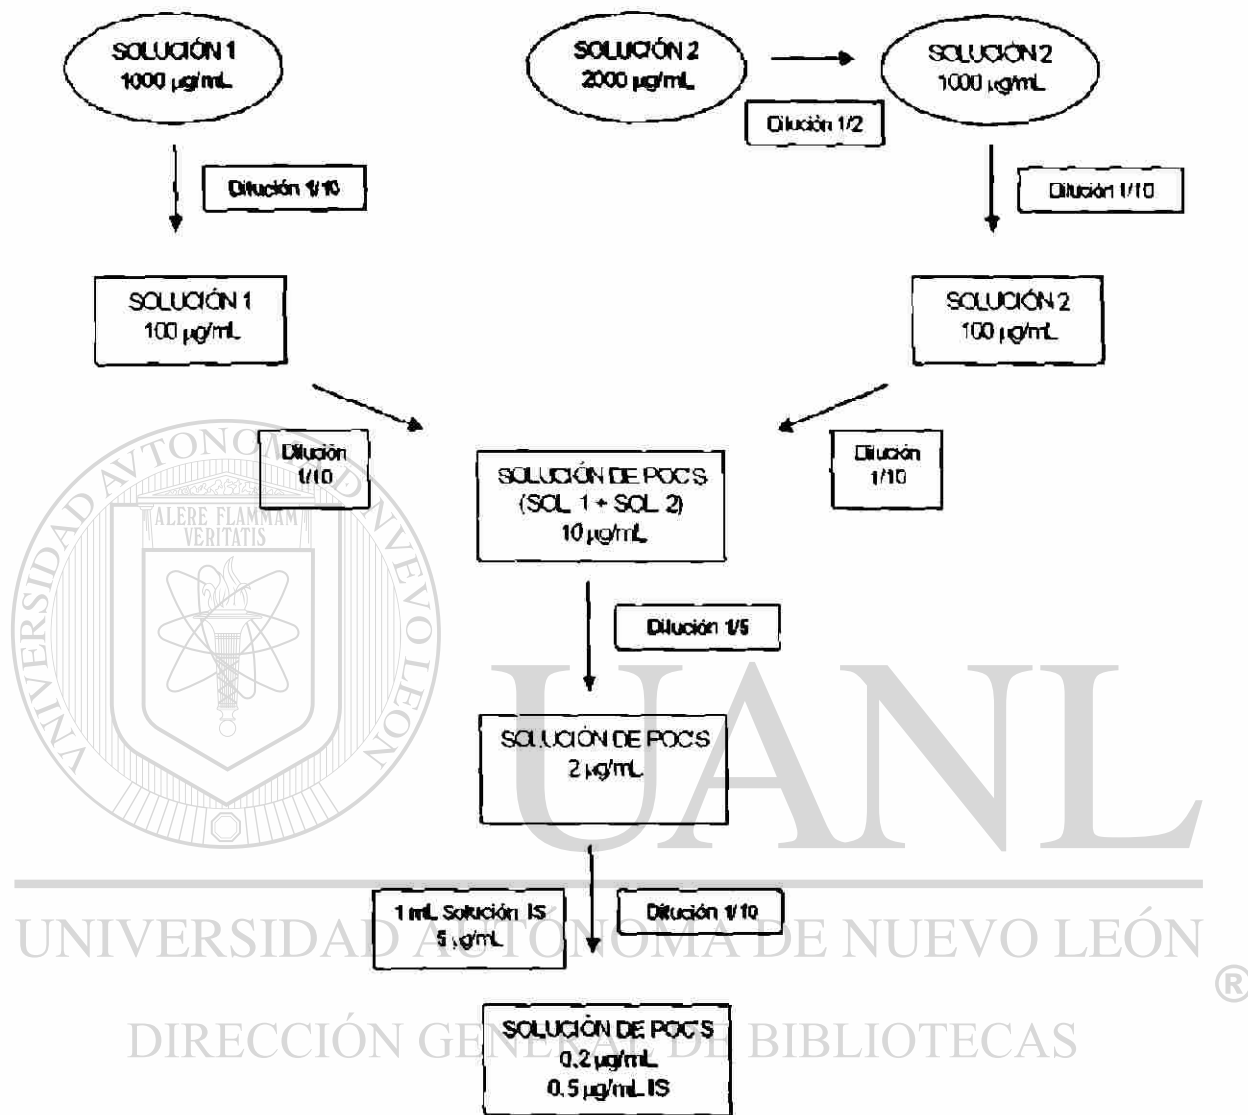 SOLUCIÓN 1
1000 µg/mL
SOLUCIÓN 2
2000 µg/mL
SOLUCIÓN 2
1000 µg/mL
Dilución 1/2
Dilución 1/10
Dilución 1/10
SOLUCIÓN 1
100 µg/mL
SOLUCIÓN 2
100 µg/mL
Dilución
1/10
SOLUCIÓN DE POC'S
(SOL 1 + SOL 2)
10 µg/mL
Dilución
1/10
Dilución 1/5
SOLUCIÓN DE POC'S
2 µg/mL
1 mL Solución IS
5 µg/mL
Dilución 1/10
SOLUCIÓN DE POC'S
0.2 µg/mL
0.5 µg/mL IS
VNIVERSIDAD AVTONOMA DE NVEVO LEON
ALERE FLAMMAM
VERITATIS
UANL
UNIVERSIDAD AUTÓNOMA DE NUEVO LEÓN
®
DIRECCIÓN GENERAL DE BIBLIOTECAS